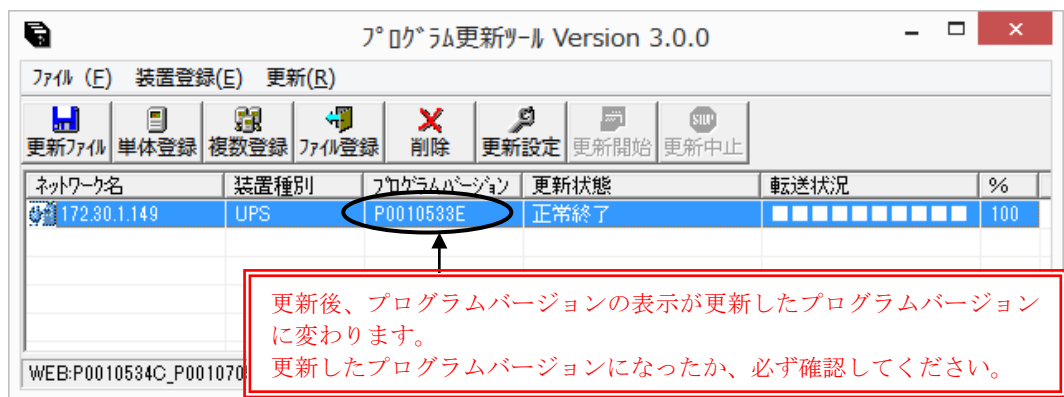 プログラム更新ツール Version 3.0.0
ファイル (F) 装置登録(E) 更新(R)
更新ファイル 単体登録 複数登録 ファイル登録 削除 更新設定 更新開始 更新中止
ネットワーク名 装置種別 プログラムバージョン 更新状態 転送状況 %
172.30.1.149 UPS P0010533E 正常終了 100
更新後、プログラムバージョンの表示が更新したプログラムバージョン
に変わります。
更新したプログラムバージョンになったか、必ず確認してください。
WEB:P0010534C_P001070